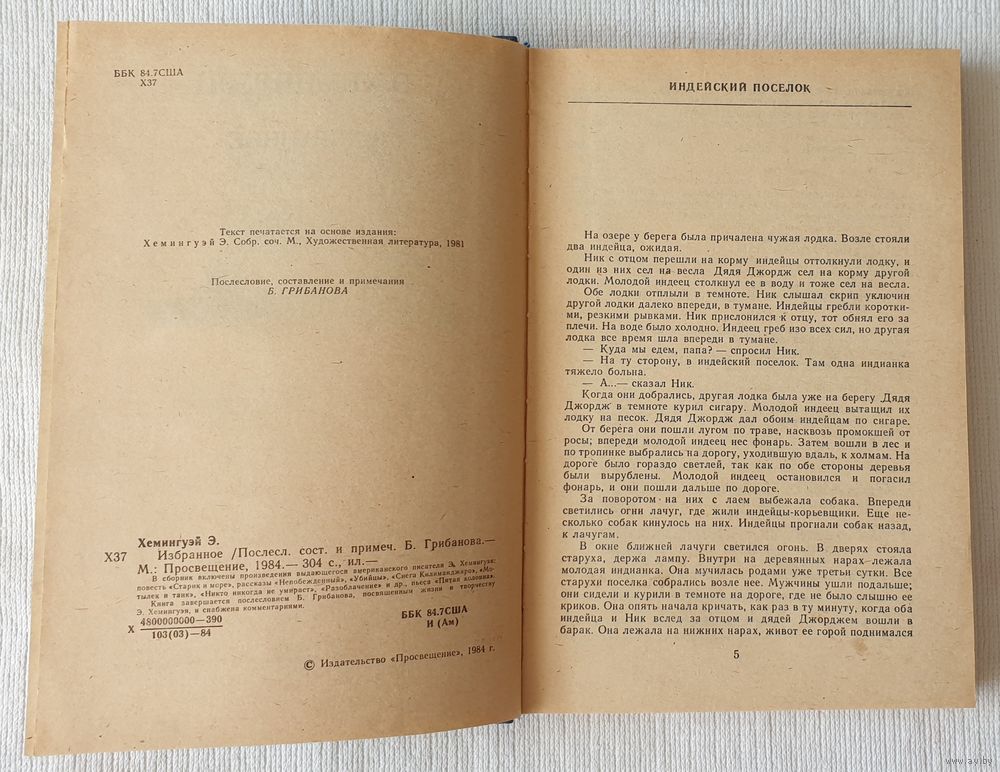 ББК 84.7США
Х37
Текст печатается на основе издания:
Хемингуэй Э. Собр. соч. М., Художественная литература, 1981
Послесловие, составление и примечания
Б. ГРИБАНОВА
Хемингуэй Э.
Х37 Избранное /Послесл. сост. и примеч. Б. Грибанова.—
М.: Просвещение, 1984.— 304 с., ил.—
В сборник включены произведения выдающегося американского писателя Э. Хемингуэя:
повесть «Старик и море», рассказы «Непобежденный», «Убийцы», «Снега Килиманджаро», «Мо-
тылек и танк», «Никто никогда не умирает», «Разоблачение» и др., пьеса «Пятая колонна».
Книга завершается послесловием Б. Грибанова, посвященным жизни и творчеству
Э. Хемингуэя, и снабжена комментариями.
Х 4800000000—390
103(03)—84
ББК 84.7США
И (Ам)
© Издательство «Просвещение», 1984 г.
ИНДЕЙСКИЙ ПОСЕЛОК
На озере у берега была причалена чужая лодка. Возле стояли
два индейца, ожидая.
Ник с отцом перешли на корму индейцы оттолкнули лодку, и
один из них сел на весла Дядя Джордж сел на корму другой
лодки. Молодой индеец столкнул ее в воду и тоже сел на весла.
Обе лодки отплыли в темноте. Ник слышал скрип уключин
другой лодки далеко впереди, в тумане. Индейцы гребли коротки-
ми, резкими рывками. Ник прислонился к отцу, тот обнял его за
плечи. На воде было холодно. Индеец греб изо всех сил, но другая
лодка все время шла впереди в тумане.
— Куда мы едем, папа? — спросил Ник.
— На ту сторону, в индейский поселок. Там одна индианка
тяжело больна.
— А...— сказал Ник.
Когда они добрались, другая лодка была уже на берегу Дядя
Джордж в темноте курил сигару. Молодой индеец вытащил их
лодку на песок. Дядя Джордж дал обоим индейцам по сигаре.
От берега они пошли лугом по траве, насквозь промокшей от
росы; впереди молодой индеец нес фонарь. Затем вошли в лес и
по тропинке выбрались на дорогу, уходившую вдаль, к холмам. На
дороге было гораздо светлей, так как по обе стороны деревья
были вырублены. Молодой индеец остановился и погасил
фонарь, и они пошли дальше по дороге.
За поворотом на них с лаем выбежала собака. Впереди
светились огни лачуг, где жили индейцы-корьевщики. Еще не-
сколько собак кинулось на них. Индейцы прогнали собак назад,
к лачугам.
В окне ближней лачуги светился огонь. В дверях стояла
старуха, держа лампу. Внутри на деревянных нарах лежала
молодая индианка. Она мучилась родами уже третьи сутки. Все
старухи поселка собрались возле нее. Мужчины ушли подальше;
они сидели и курили в темноте на дороге, где не было слышно ее
криков. Она опять начала кричать, как раз в ту минуту, когда оба
индейца и Ник вслед за отцом и дядей Джорджем вошли в
барак. Она лежала на нижних нарах, живот ее горой поднимался
5
www.ay.by